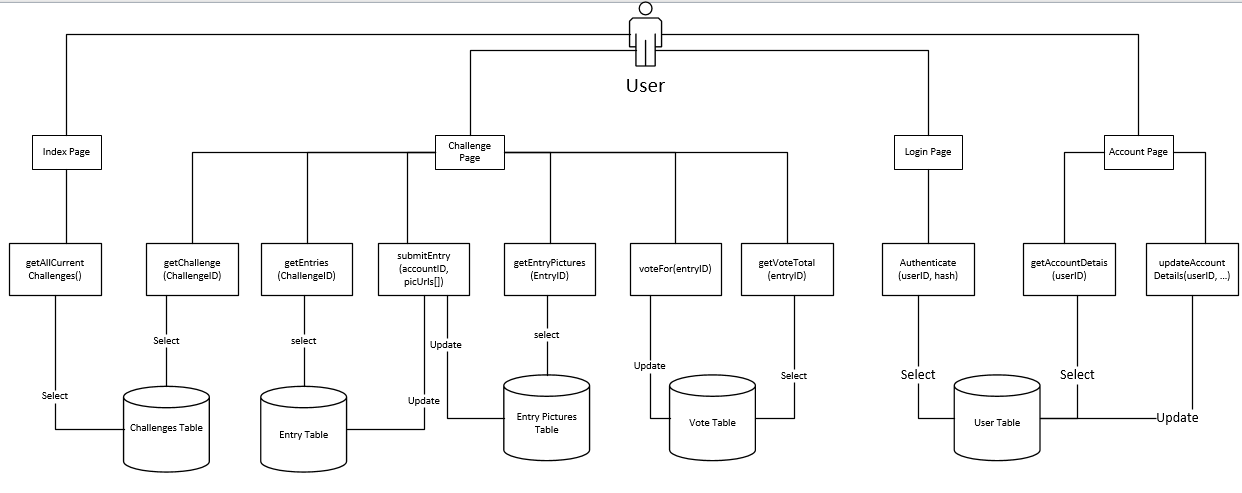 User
Index Page
Challenge
Page
Login Page
Account Page
getAllCurrent
Challenges()
getChallenge
(ChallengeID)
getEntries
(ChallengeID)
submitEntry
(accountID,
picUrls[])
getEntryPictures
(EntryID)
voteFor(entryID)
getVoteTotal
(entryID)
Authenticate
(userID, hash)
getAccountDetais
(userID)
updateAccount
Details(userID, ...)
Select
Select
select
Update
Update
select
Update
Select
Select
Select
Update
Challenges Table
Entry Table
Entry Pictures
Table
Vote Table
User Table